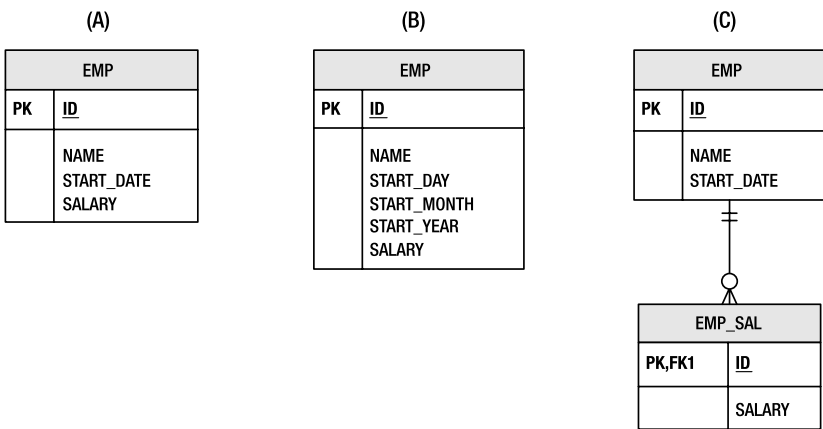 (A)
EMP
PK ID
NAME
START_DATE
SALARY
(B)
EMP
PK ID
NAME
START_DAY
START_MONTH
START_YEAR
SALARY
(C)
EMP
PK ID
NAME
START_DATE
EMP_SAL
PK,FK1 ID
SALARY